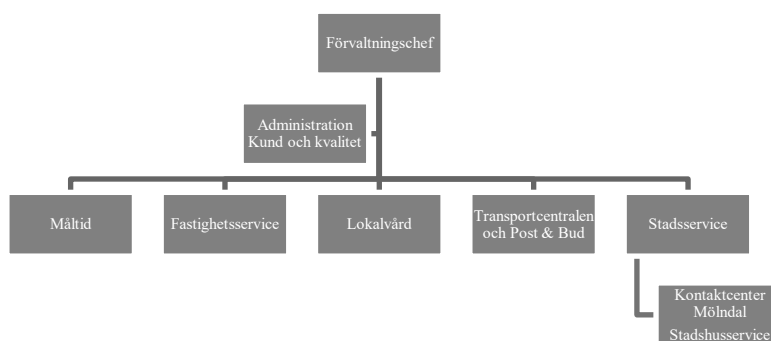 Förvaltningschef
Administration
Kund och kvalitet
Måltid
Fastighetsservice
Lokalvård
Transportcentralen
och Post & Bud
Stadsservice
Kontaktcenter
Mölndal
Stadshusservice